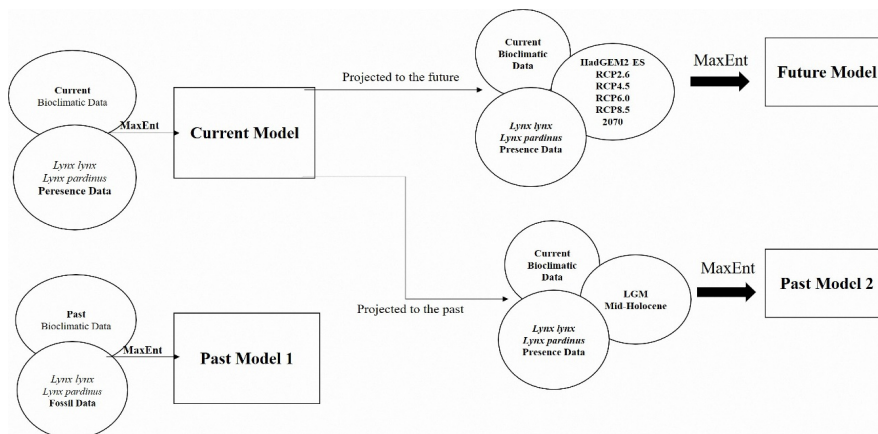 Current
Bioclimatic Data
MaxEnt
Lynx lynx
Lynx pardinus
Peresence Data
Current Model
Projected to the future
Current
Bioclimatic
Data
HadGEM2 ES
RCP2.6
RCP4.5
RCP6.0
RCP8.5
2070
Lynx lynx
Lynx pardinus
Presence Data
MaxEnt
Future Model
Projected to the past
Current
Bioclimatic
Data
LGM
Mid-Holocene
Lynx lynx
Lynx pardinus
Presence Data
MaxEnt
Past Model 2
Past
Bioclimatic Data
MaxEnt
Lynx lynx
Lynx pardinus
Fossil Data
Past Model 1